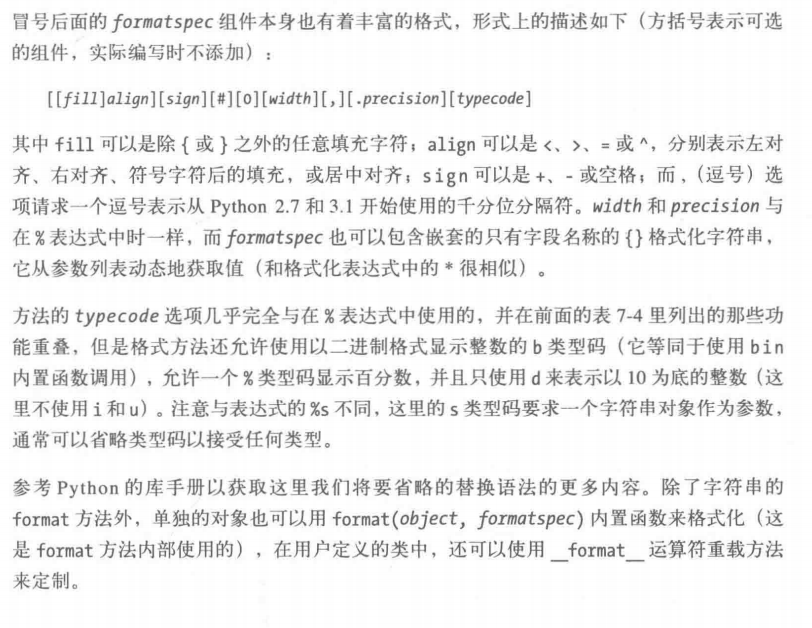 冒号后面的 formatspec 组件本身也有着丰富的格式，形式上的描述如下（方括号表示可选
的组件，实际编写时不添加）：
[[fill]align][sign][#][0][width][,][.precision][typecode]
其中 fill 可以是除 { 或 } 之外的任意填充字符；align 可以是 <、>、= 或 ^，分别表示左对
齐、右对齐、符号字符后的填充，或居中对齐；sign 可以是 +、- 或空格；而 ,（逗号）选
项请求一个逗号表示从 Python 2.7 和 3.1 开始使用的千分位分隔符。width 和 precision 与
在 % 表达式中时一样，而 formatspec 也可以包含嵌套的只有字段名称的 {} 格式化字符串，
它从参数列表动态地获取值（和格式化表达式中的 * 很相似）。
方法的 typecode 选项几乎完全与在 % 表达式中使用的，并在前面的表 7-4 里列出的那些功
能重叠，但是格式方法还允许使用以二进制格式显示整数的 b 类型码（它等同于使用 bin
内置函数调用），允许一个 % 类型码显示百分数，并且只使用 d 来表示以 10 为底的整数（这
里不使用 i 和 u）。注意与表达式的 %s 不同，这里的 s 类型码要求一个字符串对象作为参数，
通常可以省略类型码以接受任何类型。
参考 Python 的库手册以获取这里我们将要省略的替换语法的更多内容。除了字符串的
format 方法外，单独的对象也可以用 format(object, formatspec) 内置函数来格式化（这
是 format 方法内部使用的），在用户定义的类中，还可以使用 __format__ 运算符重载方法
来定制。